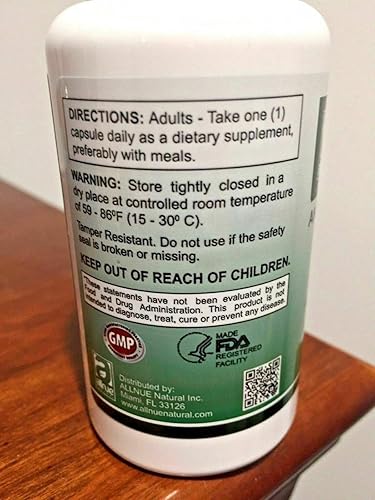 DIRECTIONS: Adults - Take one (1)
capsule daily as a dietary supplement,
preferably with meals.
WARNING: Store tightly closed in a
dry place at controlled room temperature
of 59 - 86ºF (15 - 30º C).
Tamper Resistant. Do not use if the safety
seal is broken or missing.
KEEP OUT OF REACH OF CHILDREN.
These statements have not been evaluated by the
Food and Drug Administration. This product is not
intended to diagnose, treat, cure or prevent any disease.
GMP
MADE
FDA
REGISTERED
FACILITY
allnue
Distributed by:
ALLNUE Natural Inc.
Miami, FL 33126
www.allnuenatural.com